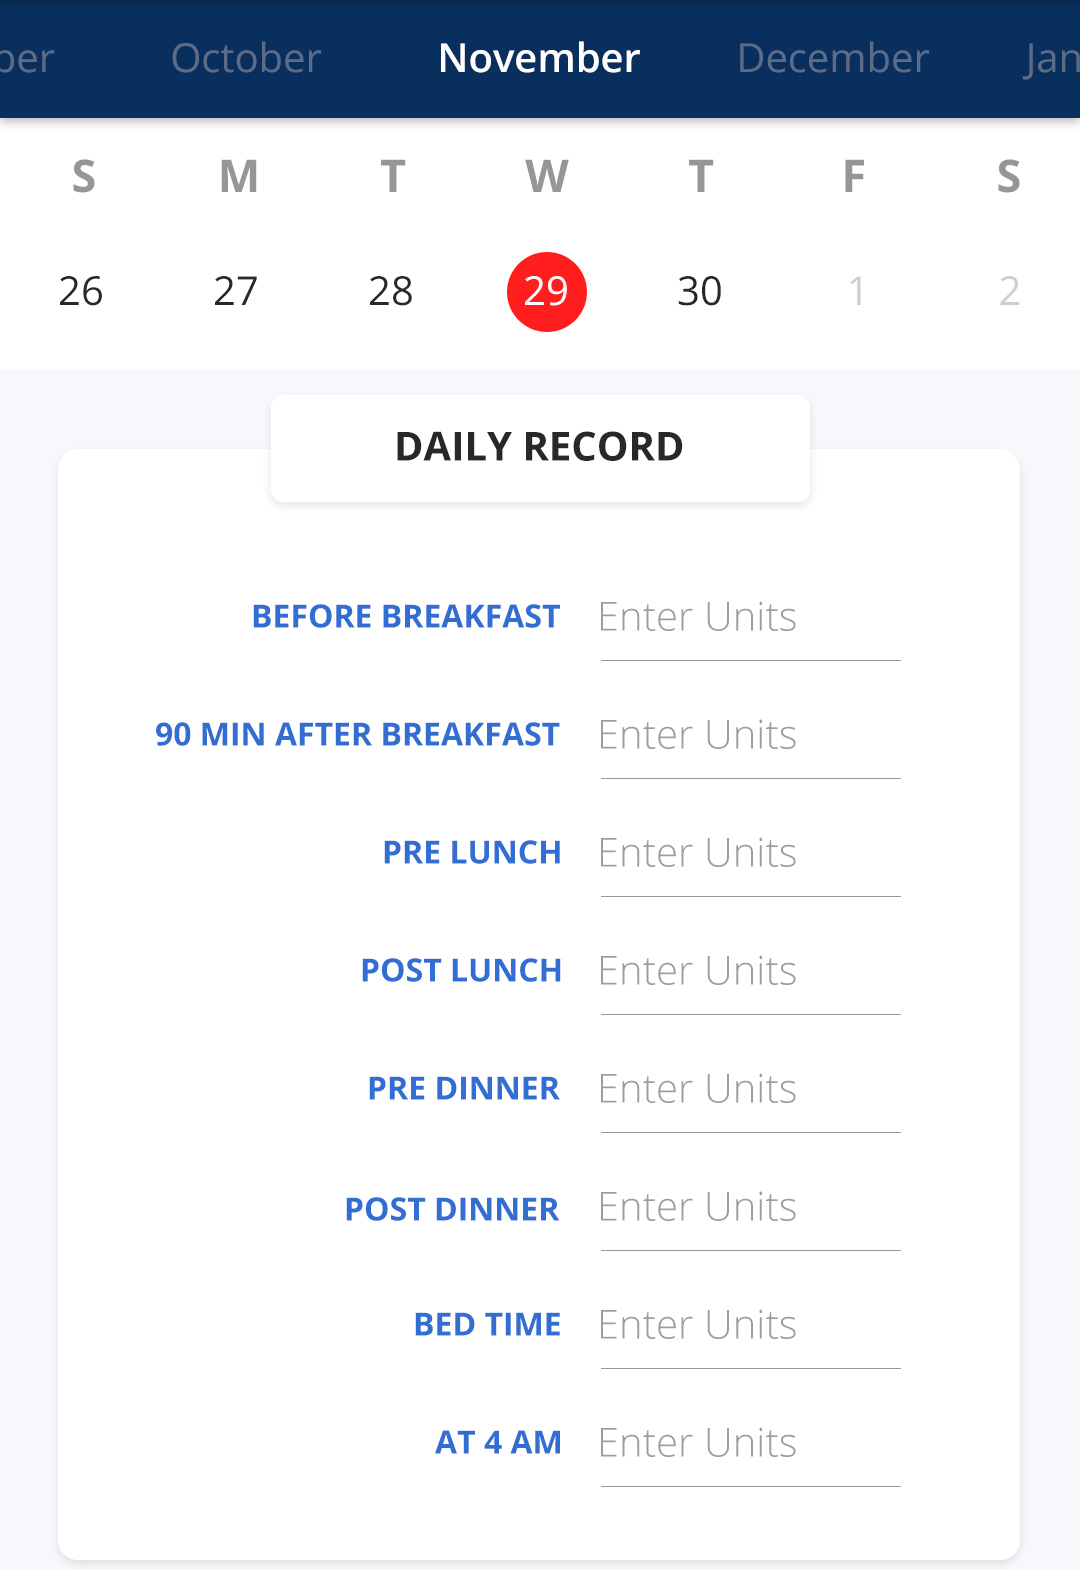 ber October November December Jan
S M T W T F S
26 27 28 29 30 1 2
DAILY RECORD
BEFORE BREAKFAST Enter Units
90 MIN AFTER BREAKFAST Enter Units
PRE LUNCH Enter Units
POST LUNCH Enter Units
PRE DINNER Enter Units
POST DINNER Enter Units
BED TIME Enter Units
AT 4 AM Enter Units